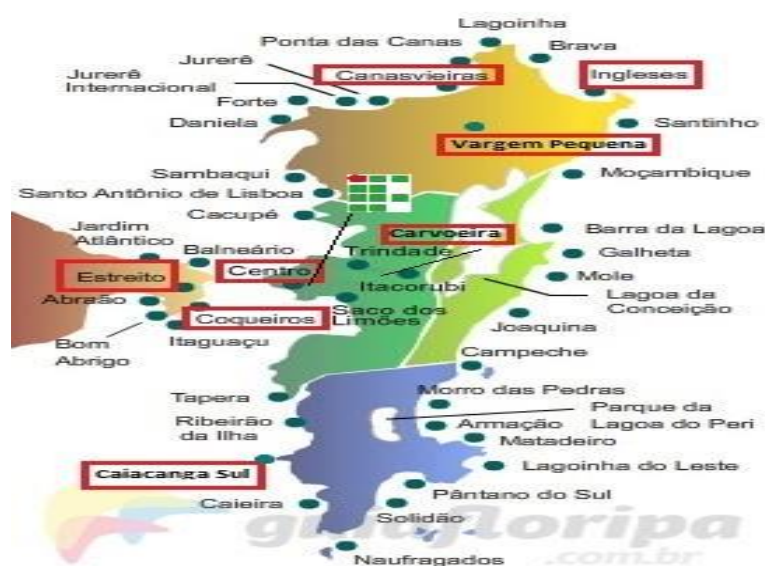 Lagoinha
Ponta das Canas
Brava
Jurerê
Canasvieiras
Ingleses
Jurerê
Internacional
Forte
Daniela
Santinho
Vargem Pequena
Sambaqui
Moçambique
Santo Antônio de Lisboa
Cacupé
Jardim
Atlântico
Carvoeira
Barra da Lagoa
Balneário
Trindade
Galheta
Estreito
Centro
Itacorubi
Mole
Abraão
Lagoa da
Conceição
Coqueiros
Saco dos
Limões
Joaquina
Bom
Abrigo
Itaguaçu
Campeche
Tapera
Morro das Pedras
Parque da
Lagoa do Peri
Ribeirão
da Ilha
Armação
Matadeiro
Caiacanga Sul
Lagoinha do Leste
Pântano do Sul
Caieira
Solidão
guiafloripa
.com.br
Naufragados